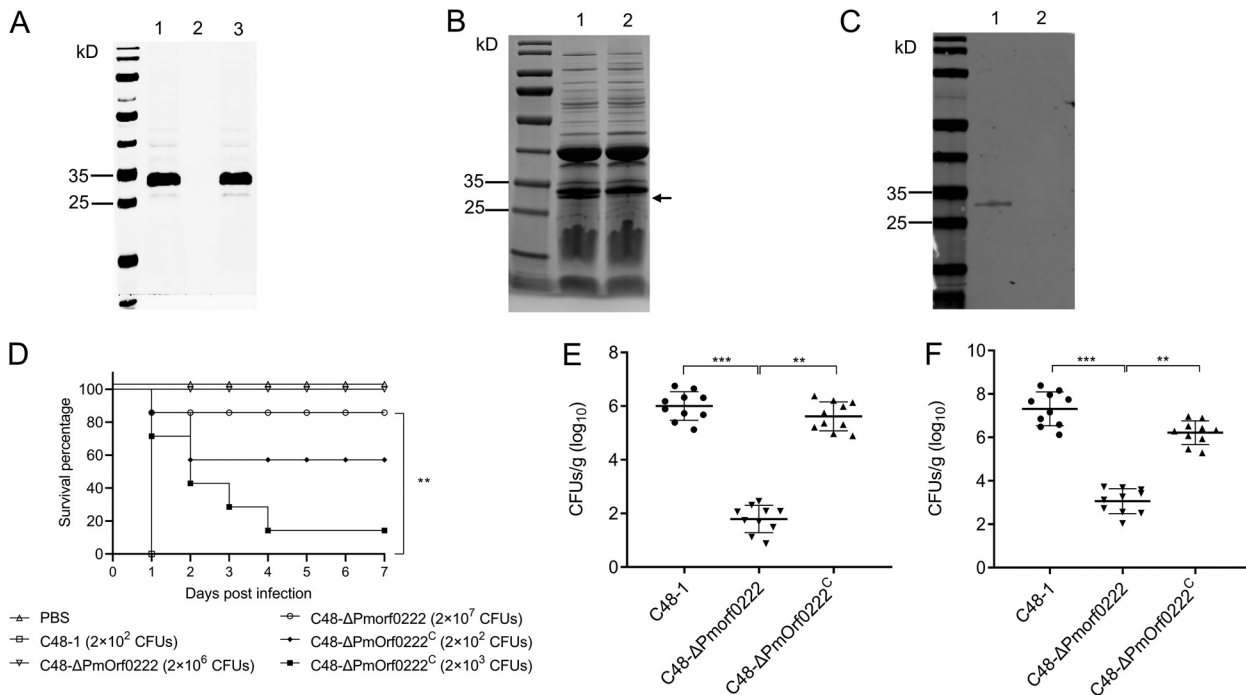 A
1 2 3
kD
35
25
B
1 2
kD
35
25
C
1 2
kD
35
25
D
Survival percentage
100
80
60
40
20
0
0 1 2 3 4 5 6 7
Days post infection
**
PBS
C48-1 (2×10² CFUs)
C48-ΔPmOrf0222 (2×10⁶ CFUs)
C48-ΔPmorf0222 (2×10⁷ CFUs)
C48-ΔPmOrf0222ᶜ (2×10² CFUs)
C48-ΔPmOrf0222ᶜ (2×10³ CFUs)
E
CFUs/g (log₁₀)
8
6
4
2
0
*** **
C48-1
C48-ΔPmorf0222
C48-ΔPmOrf0222ᶜ
F
CFUs/g (log₁₀)
10
8
6
4
2
0
*** **
C48-1
C48-ΔPmorf0222
C48-ΔPmOrf0222ᶜ